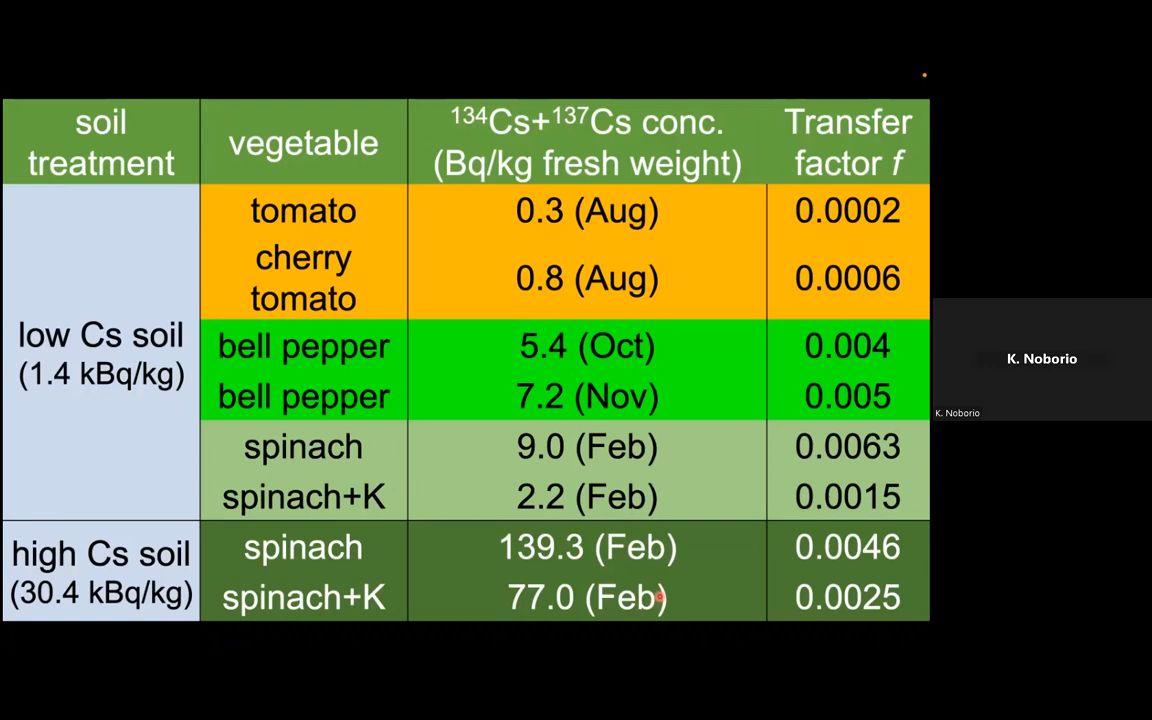 soil
treatment
vegetable
¹³⁴Cs+¹³⁷Cs conc.
(Bq/kg fresh weight)
Transfer
factor f
low Cs soil
(1.4 kBq/kg)
tomato
0.3 (Aug)
0.0002
cherry
tomato
0.8 (Aug)
0.0006
bell pepper
5.4 (Oct)
0.004
bell pepper
7.2 (Nov)
0.005
spinach
9.0 (Feb)
0.0063
spinach+K
2.2 (Feb)
0.0015
high Cs soil
(30.4 kBq/kg)
spinach
139.3 (Feb)
0.0046
spinach+K
77.0 (Feb)
0.0025
K. Noborio
K. Noborio